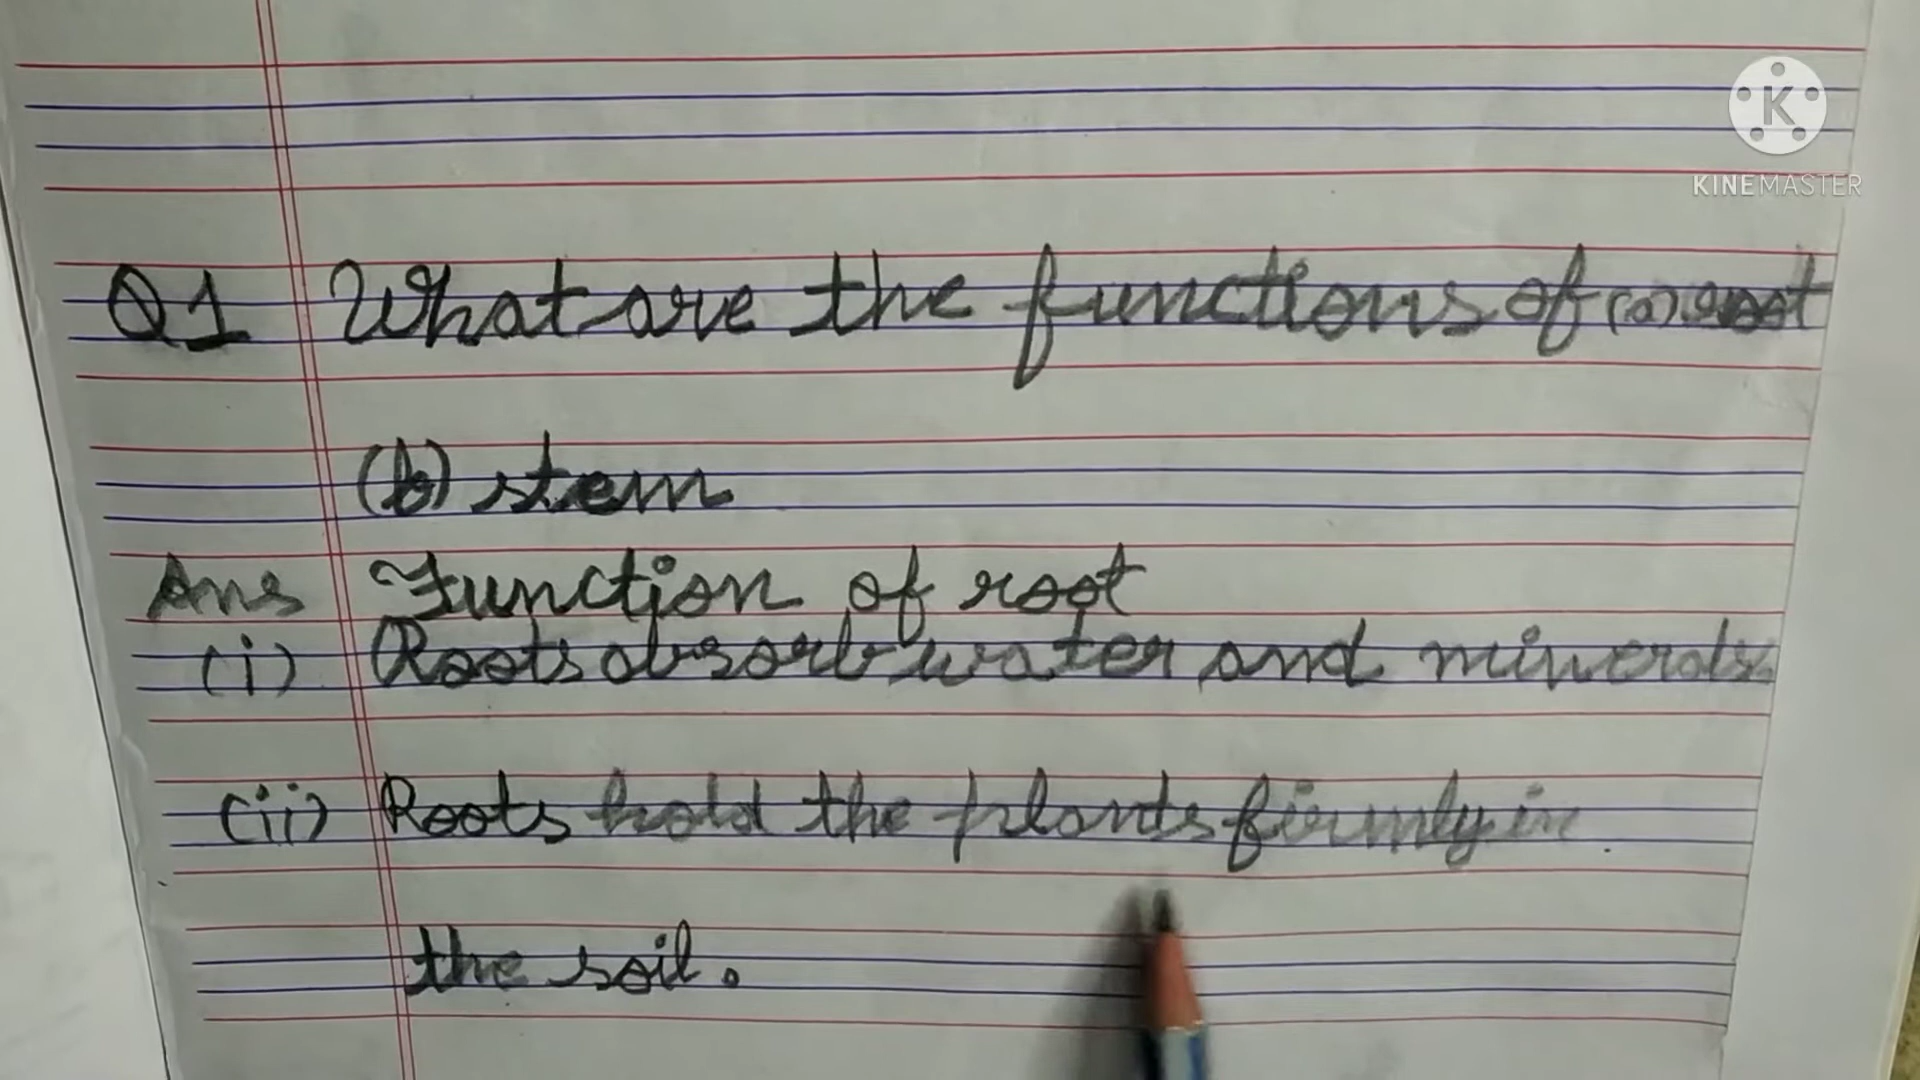 KINEMASTER
Q1 What are the functions of (a) root
(b) stem
Ans Function of root
(i) Roots absorb water and minerals.
(ii) Roots hold the plants firmly in
the soil.